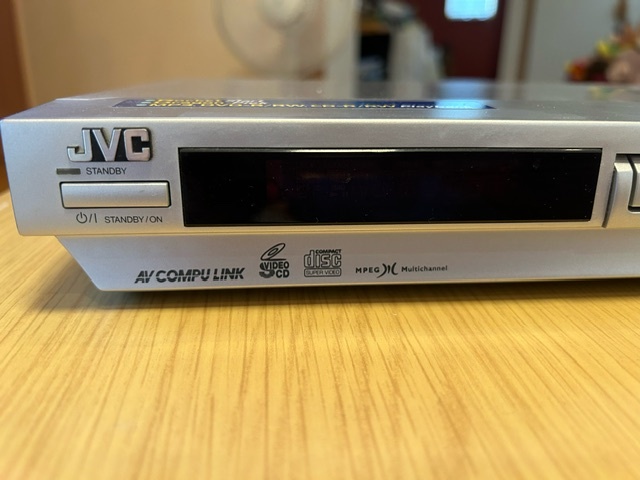 JVC
STANDBY
⏻/I STANDBY/ON
AV COMPU LINK
S VIDEO CD
COMPACT disc SUPER VIDEO
MPEG Multichannel